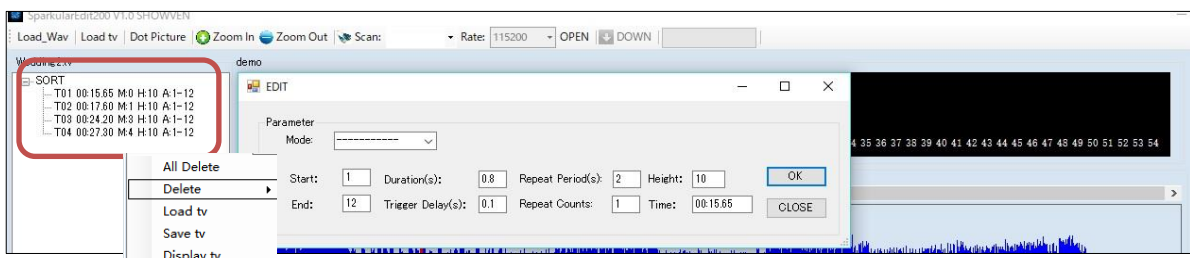 SparkularEdit200 V1.0 SHOWVEN
Load_Wav Load tv Dot Picture Zoom In Zoom Out Scan: Rate: 115200 OPEN DOWN
Wedding2.tv demo
SORT
T01 00:15.65 M:0 H:10 A:1-12
T02 00:17.60 M:1 H:10 A:1-12
T03 00:24.20 M:3 H:10 A:1-12
T04 00:27.30 M:4 H:10 A:1-12
EDIT
Parameter
Mode: -----------
Start: 1 Duration(s): 0.8 Repeat Period(s): 2 Height: 10 OK
End: 12 Trigger Delay(s): 0.1 Repeat Counts: 1 Time: 00:15.65 CLOSE
4 35 36 37 38 39 40 41 42 43 44 45 46 47 48 49 50 51 52 53 54
All Delete
Delete
Load tv
Save tv
Display tv